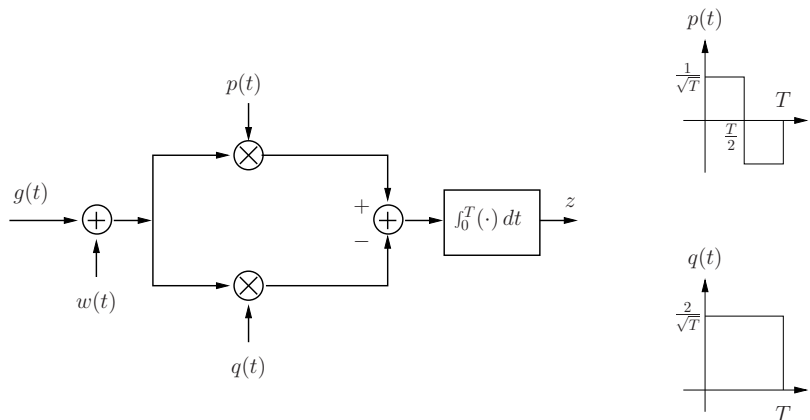 p(t)
g(t)
w(t)
+
−
∫₀ᵀ(·) dt
z
q(t)
p(t)
1/√T
T
T/2
q(t)
2/√T
T